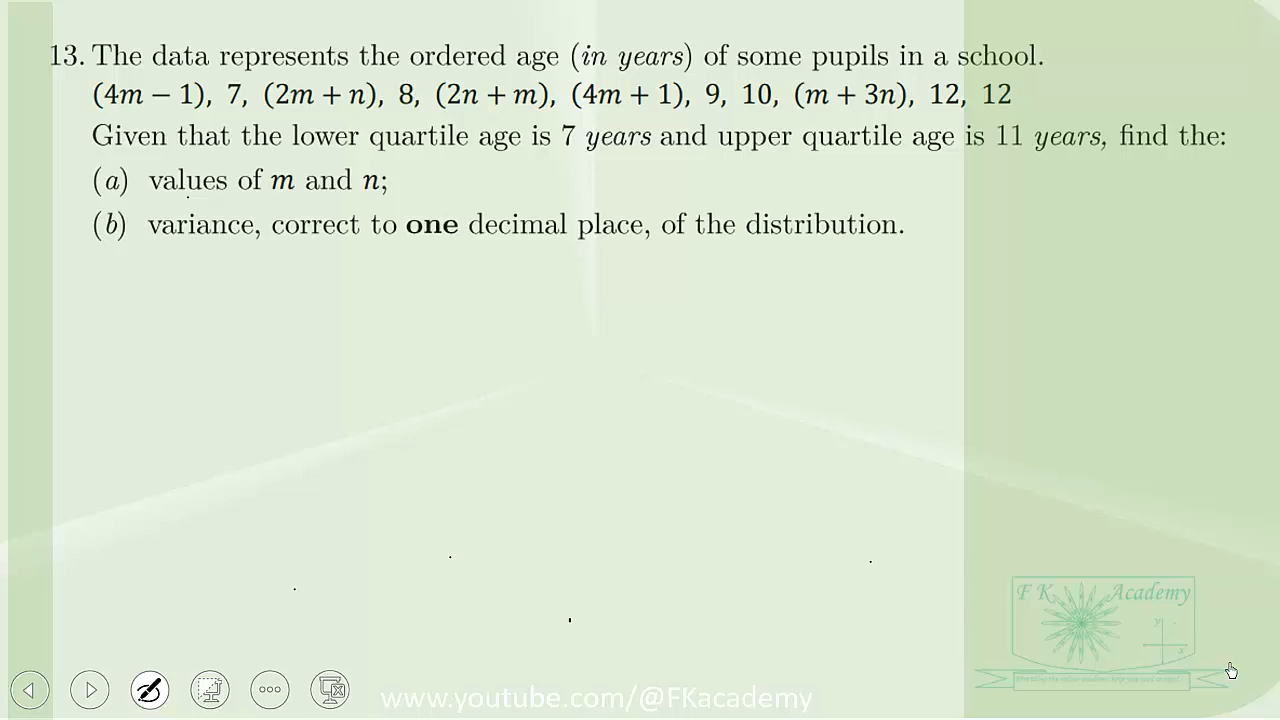 13. The data represents the ordered age (in years) of some pupils in a school.
(4m − 1), 7, (2m + n), 8, (2n + m), (4m + 1), 9, 10, (m + 3n), 12, 12
Given that the lower quartile age is 7 years and upper quartile age is 11 years, find the:
(a) values of m and n;
(b) variance, correct to one decimal place, of the distribution.
F K Academy
y
x
www.youtube.com/@FKacademy